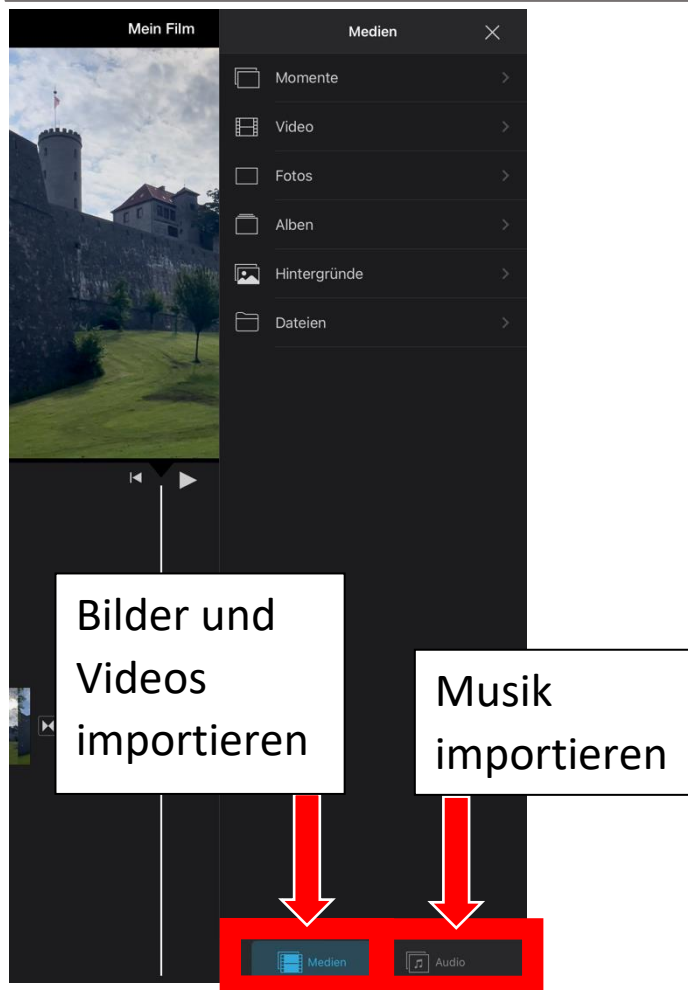 Mein Film
Medien
Momente
Video
Fotos
Alben
Hintergründe
Dateien
Bilder und
Videos
importieren
Musik
importieren
Medien
Audio